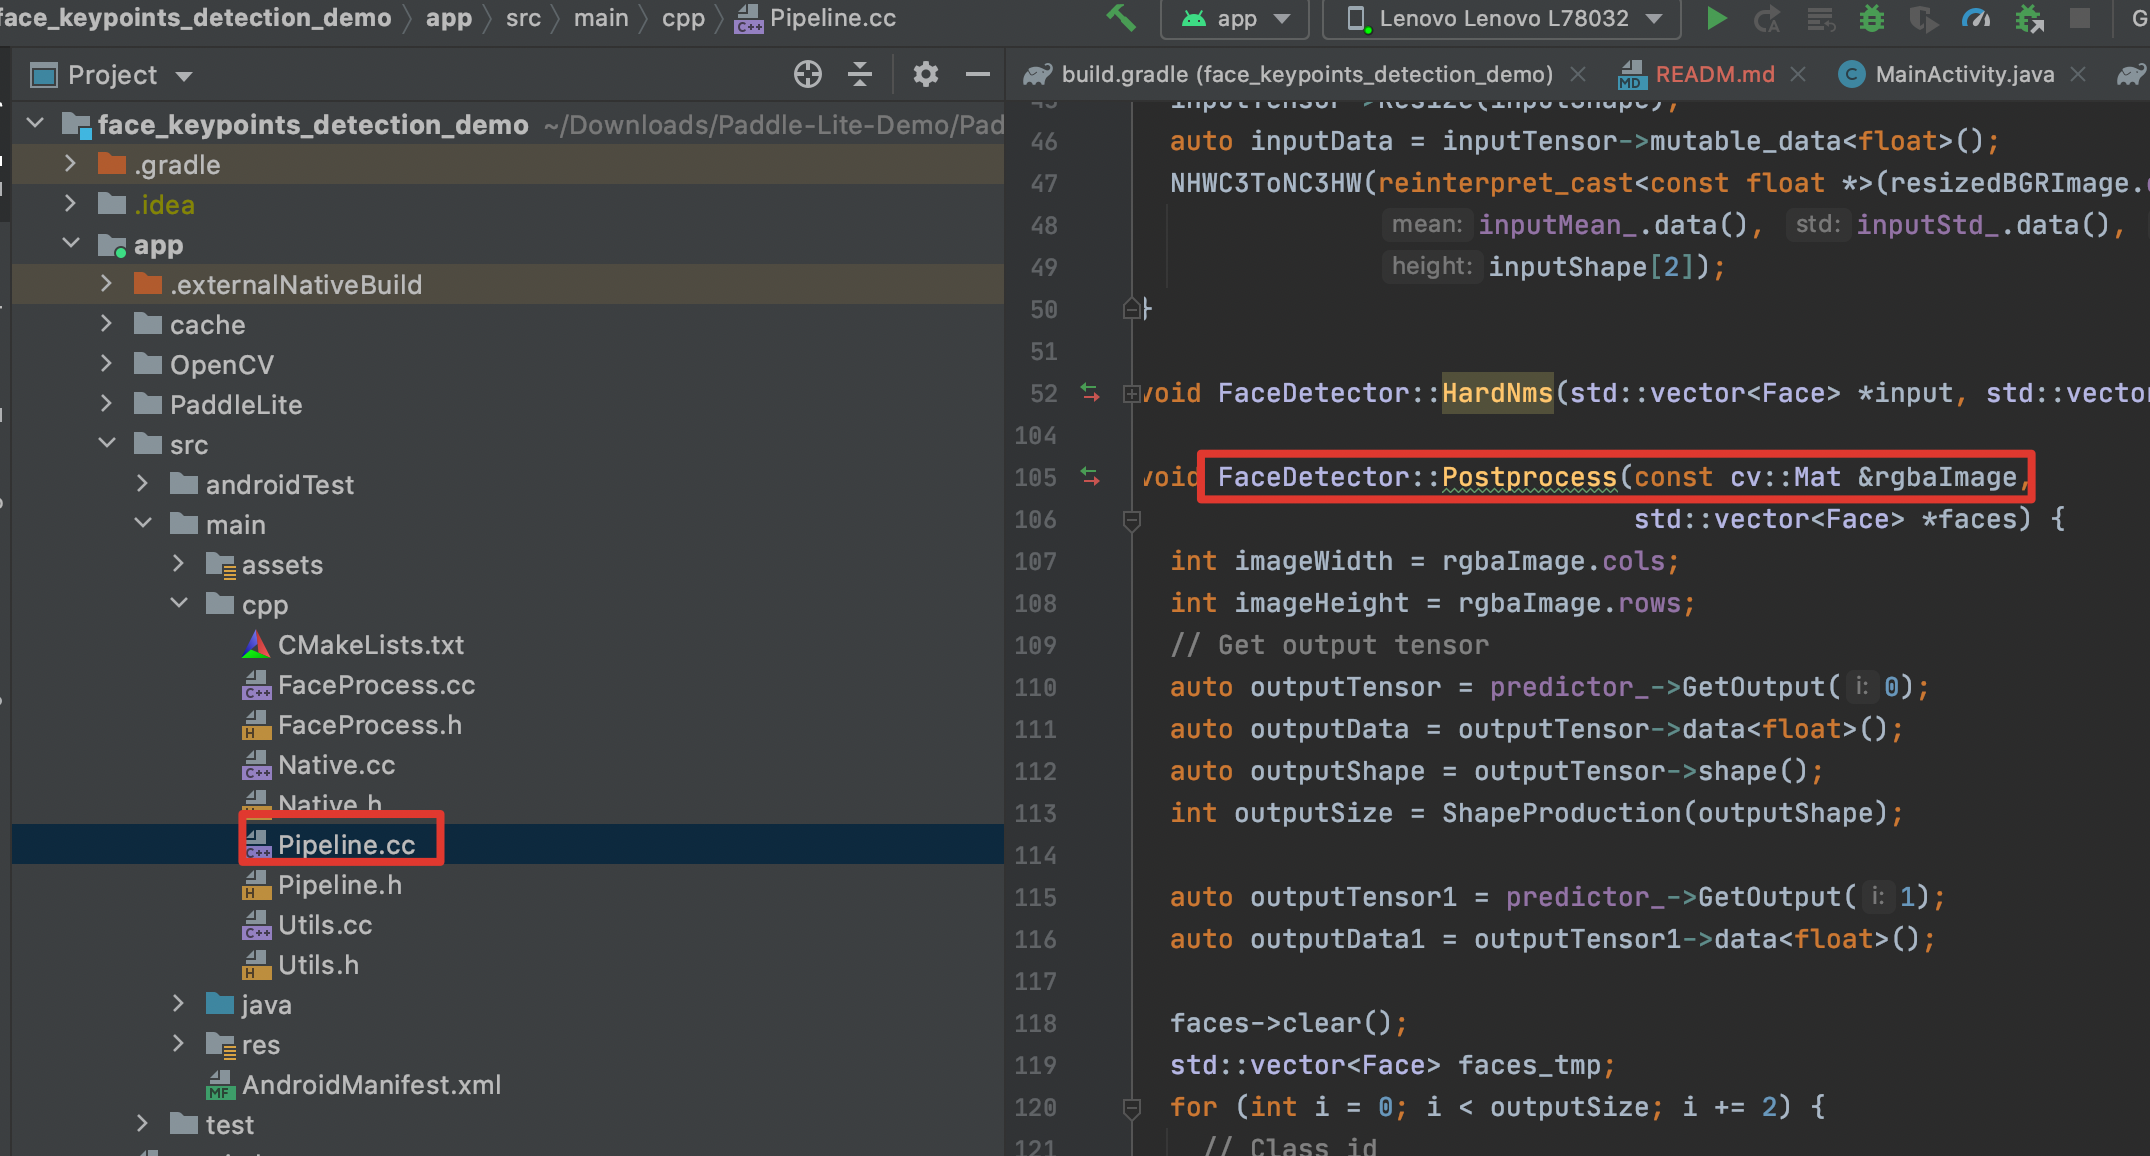 face_keypoints_detection_demo app src main cpp Pipeline.cc
app Lenovo Lenovo L78032
Project
face_keypoints_detection_demo ~/Downloads/Paddle-Lite-Demo/Pad
.gradle
.idea
app
.externalNativeBuild
cache
OpenCV
PaddleLite
src
androidTest
main
assets
cpp
CMakeLists.txt
FaceProcess.cc
FaceProcess.h
Native.cc
Native.h
Pipeline.cc
Pipeline.h
Utils.cc
Utils.h
java
res
AndroidManifest.xml
test
build.gradle (face_keypoints_detection_demo) READM.md MainActivity.java
45 inputTensor->Resize(inputShape);
46 auto inputData = inputTensor->mutable_data<float>();
47 NHWC3ToNC3HW(reinterpret_cast<const float *>(resizedBGRImage.
48 mean: inputMean_.data(), std: inputStd_.data(),
49 height: inputShape[2]);
50 }
51
52 void FaceDetector::HardNms(std::vector<Face> *input, std::vector
104
105 void FaceDetector::Postprocess(const cv::Mat &rgbaImage,
106 std::vector<Face> *faces) {
107 int imageWidth = rgbaImage.cols;
108 int imageHeight = rgbaImage.rows;
109 // Get output tensor
110 auto outputTensor = predictor_->GetOutput( i: 0);
111 auto outputData = outputTensor->data<float>();
112 auto outputShape = outputTensor->shape();
113 int outputSize = ShapeProduction(outputShape);
114
115 auto outputTensor1 = predictor_->GetOutput( i: 1);
116 auto outputData1 = outputTensor1->data<float>();
117
118 faces->clear();
119 std::vector<Face> faces_tmp;
120 for (int i = 0; i < outputSize; i += 2) {
121 // Class id